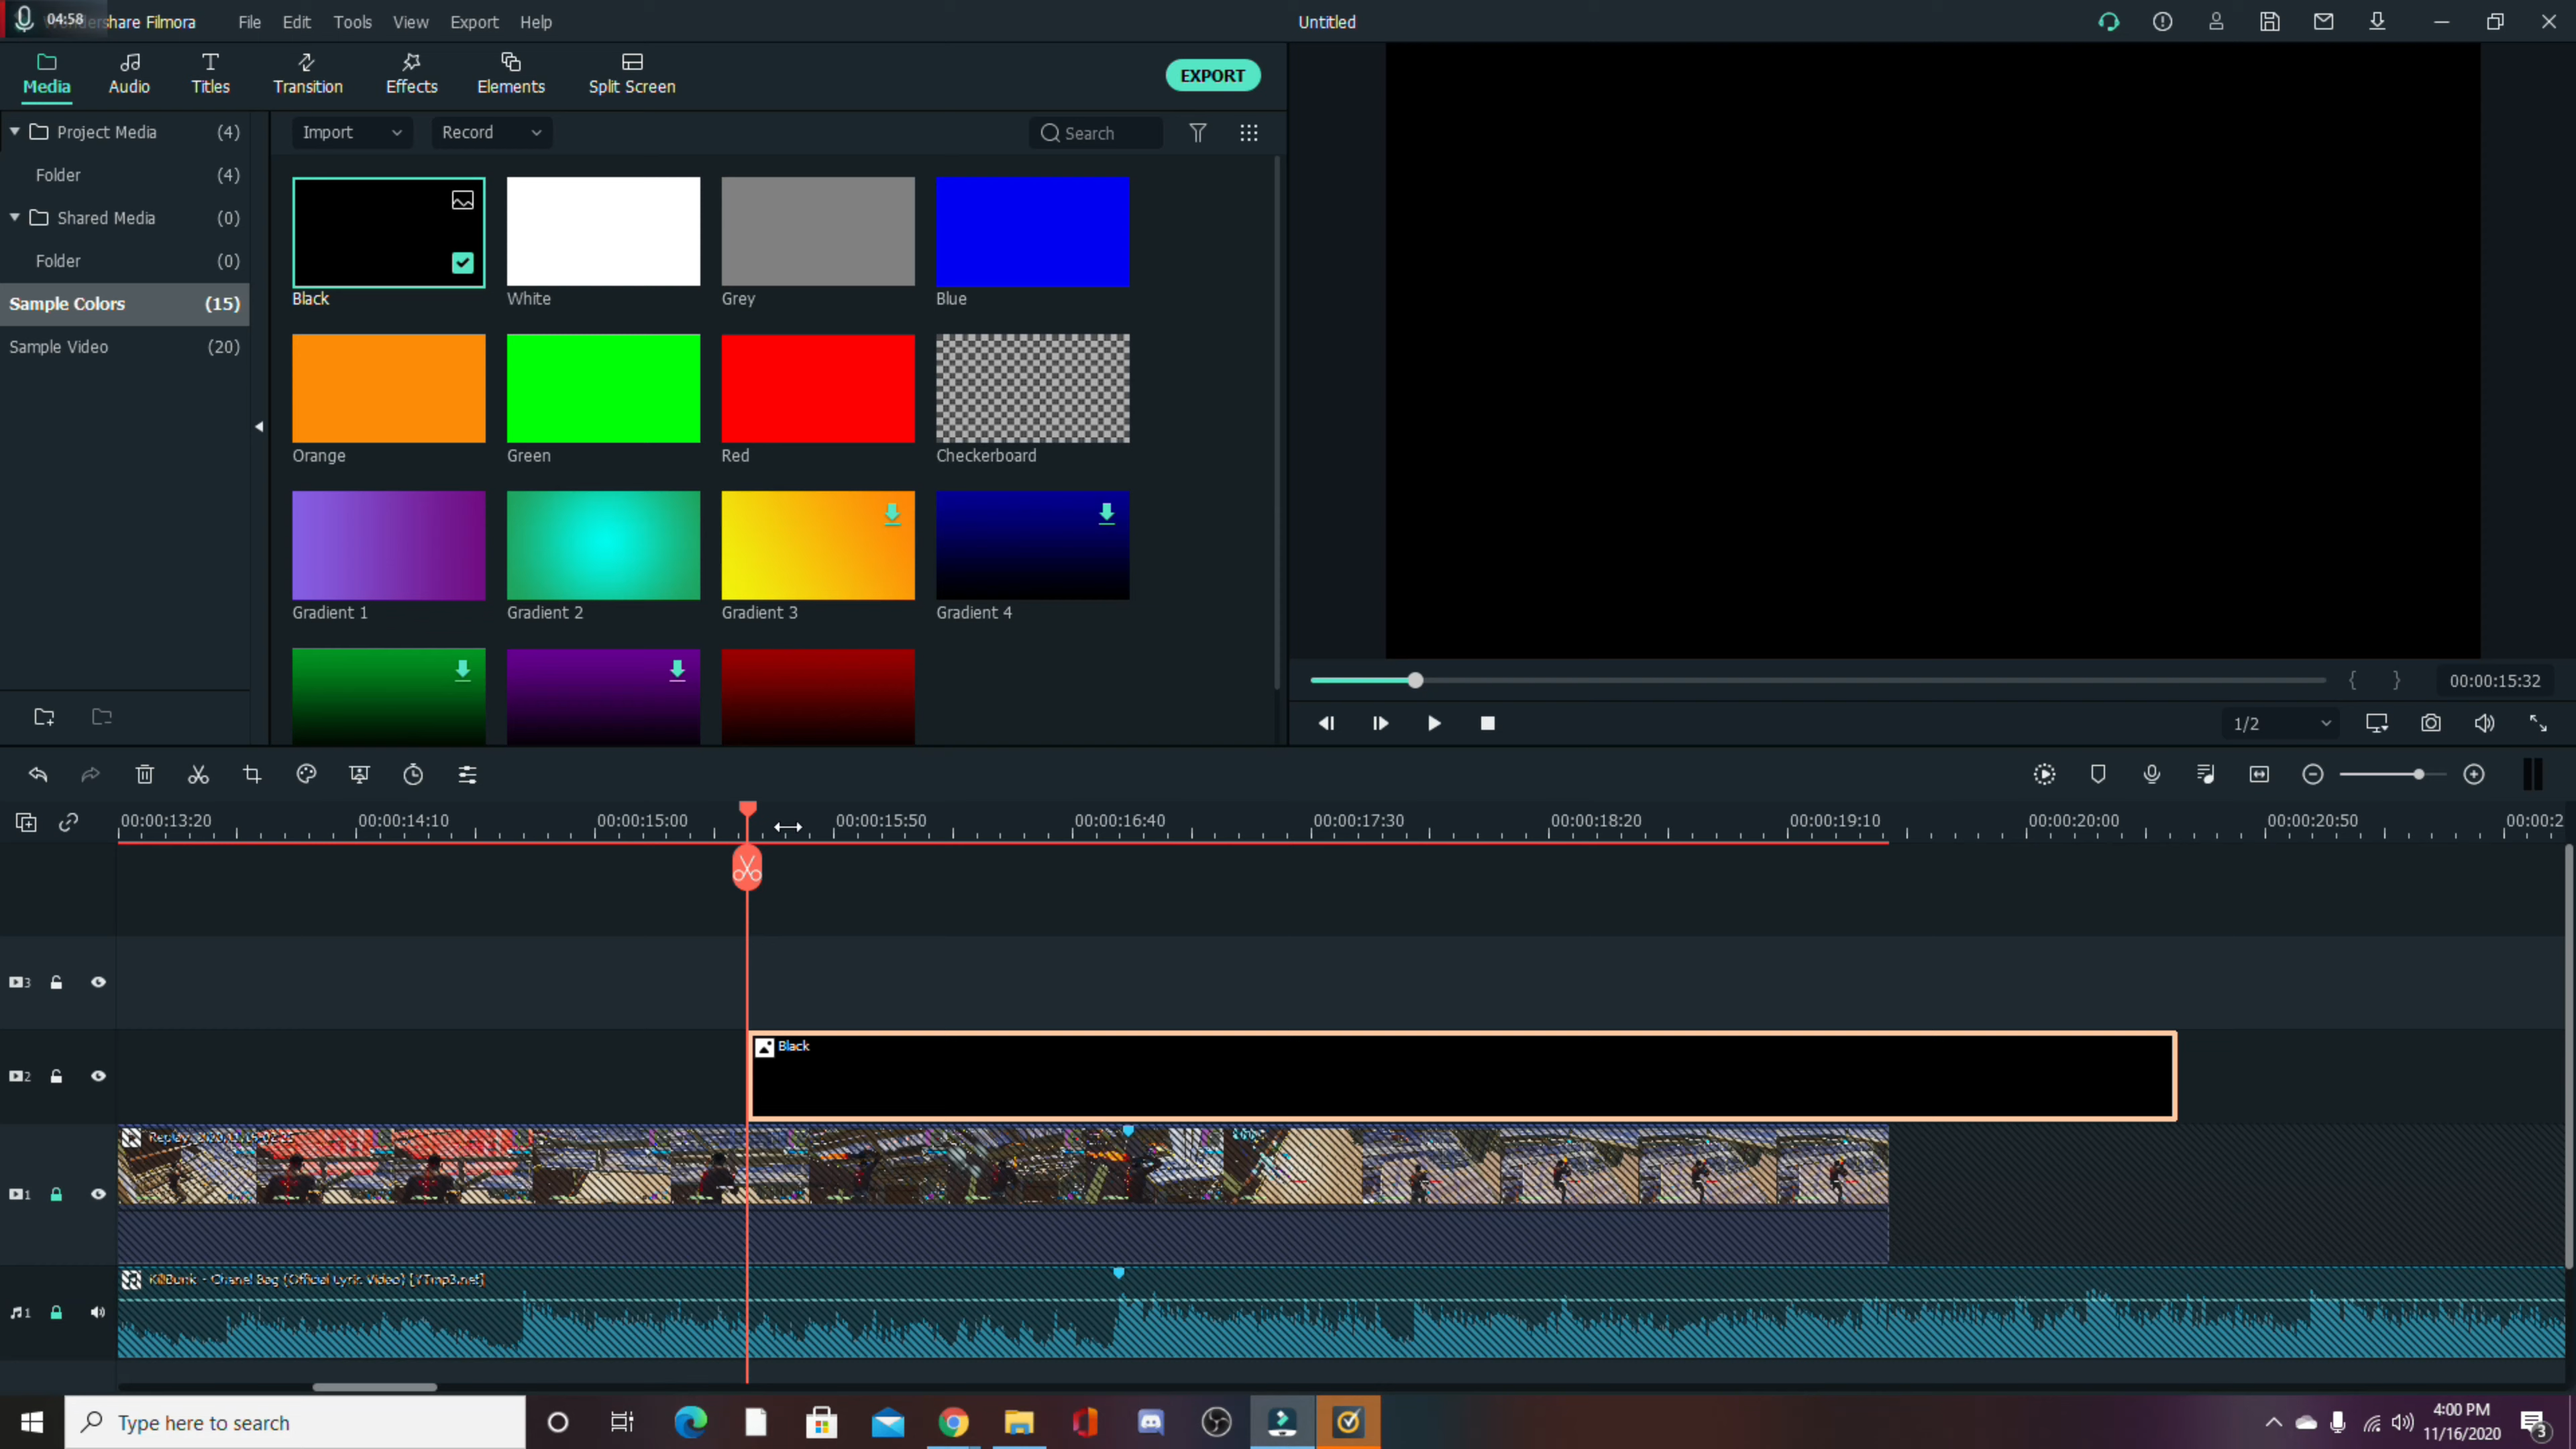 04:58
dershare Filmora File Edit Tools View Export Help Untitled
Media Audio Titles Transition Effects Elements Split Screen EXPORT
Project Media (4)
Folder (4)
Shared Media (0)
Folder (0)
Sample Colors (15)
Sample Video (20)
Import Record Search
Black White Grey Blue
Orange Green Red Checkerboard
Gradient 1 Gradient 2 Gradient 3 Gradient 4
{ } 00:00:15:32
1/2
00:00:13:20 00:00:14:10 00:00:15:00 00:00:15:50 00:00:16:40 00:00:17:30 00:00:18:20 00:00:19:10 00:00:20:00 00:00:20:50 00:00:2
3
2
Black
1
1
KillBunk - Chanel Bag (Official Lyric Video) [YTmp3.net]
Type here to search
4:00 PM
11/16/2020
3